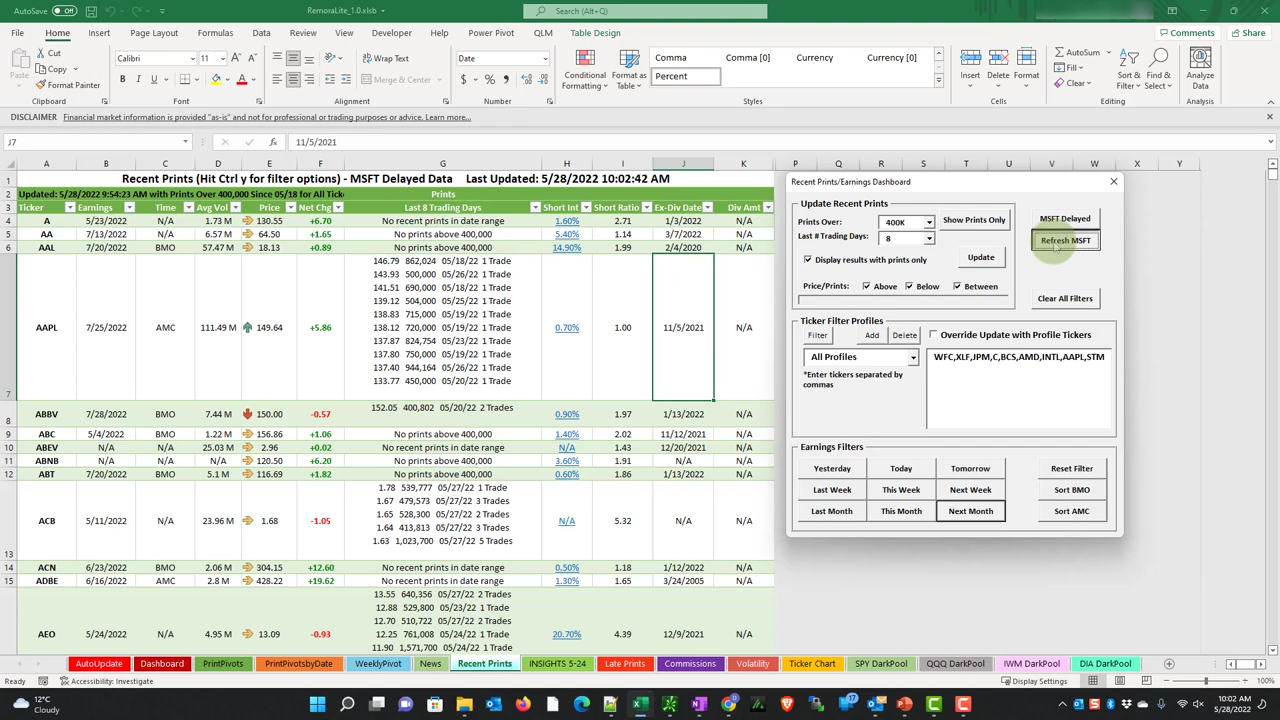 AutoSave Off RemoraLite_1.0.xlsb Search (Alt+Q)
File Home Insert Page Layout Formulas Data Review View MZ-Tools Developer Help Power Pivot QLM Table Design Comments Share
Paste Cut Copy Format Painter Clipboard
Calibri 11 B I U Font
Wrap Text Merge & Center Alignment
Date $ % Number
Conditional Formatting Format as Table
Comma Comma [0] Currency Currency [0]
Percent
Styles
Insert Delete Format Cells
AutoSum Fill Clear Sort & Filter Find & Select Editing
Analyze Data Analysis
DISCLAIMER Financial market information is provided "as-is" and not for professional or trading purposes or advice. Learn more...
J7 fx 11/5/2021
A B C D E F G H I J K P Q R S T U V W X Y
1 Recent Prints (Hit Ctrl y for filter options) - MSFT Delayed Data Last Updated: 5/28/2022 10:02:42 AM
2 Updated: 5/28/2022 9:54:23 AM with Prints Over 400,000 Since 05/18 for All Ticke Prints
3 Ticker Earnings Time Avg Vol Price Net Chg Last 8 Trading Days Short Int Short Ratio Ex-Div Date Div Amt
4 A 5/23/2022 N/A 1.73 M 130.55 +6.70 No recent prints in date range 1.60% 2.71 1/3/2022 N/A
5 AA 7/13/2022 N/A 6.57 M 64.50 +1.65 No prints above 400,000 5.40% 1.14 3/7/2022 N/A
6 AAL 7/20/2022 BMO 57.47 M 18.13 +0.89 No prints above 400,000 14.90% 1.99 2/4/2020 N/A
146.79 862,024 05/18/22 1 Trade
143.93 500,000 05/26/22 1 Trade
141.51 690,000 05/18/22 1 Trade
139.12 504,000 05/25/22 1 Trade
138.83 715,000 05/19/22 1 Trade
7 AAPL 7/25/2022 AMC 111.49 M 149.64 +5.86 138.12 720,000 05/19/22 1 Trade 0.70% 1.00 11/5/2021 N/A
137.87 824,754 05/23/22 1 Trade
137.80 750,000 05/19/22 1 Trade
137.40 944,164 05/26/22 1 Trade
133.77 450,000 05/20/22 1 Trade
8 ABBV 7/28/2022 BMO 7.44 M 150.00 -0.57 152.05 400,802 05/20/22 2 Trades 0.90% 1.97 1/13/2022 N/A
9 ABC 5/4/2022 BMO 1.22 M 156.86 +1.06 No prints above 400,000 1.40% 2.02 11/12/2021 N/A
10 ABEV N/A N/A 25.03 M 2.96 +0.02 No recent prints in date range N/A 1.43 12/20/2021 N/A
11 ABNB N/A BMO 120.50 +6.20 No prints above 400,000 3.60% 1.91 N/A N/A
12 ABT 7/20/2022 BMO 5.1 M 116.69 +1.82 No prints above 400,000 0.60% 1.86 1/13/2022 N/A
1.78 539,777 05/27/22 3 Trades
1.67 479,573 05/27/22 3 Trades
13 ACB 5/11/2022 N/A 23.96 M 1.68 -1.05 1.65 528,300 05/27/22 2 Trades N/A 5.32 N/A N/A
1.64 413,813 05/27/22 3 Trades
1.63 1,023,700 05/27/22 5 Trades
14 ACN 6/23/2022 BMO 2.06 M 304.15 +12.60 No recent prints in date range 0.50% 1.18 1/12/2022 N/A
15 ADBE 6/16/2022 AMC 2.8 M 428.22 +19.62 No recent prints in date range 1.30% 1.65 3/24/2005 N/A
13.55 640,356 05/27/22 3 Trades
12.88 529,800 05/23/22 1 Trade
12.70 510,722 05/27/22 3 Trades
AEO 5/24/2022 N/A 4.95 M 13.09 -0.93 12.25 761,008 05/24/22 1 Trade 20.70% 4.39 12/9/2021 N/A
11.90 1,571,700 05/24/22 1 Trade
Recent Prints/Earnings Dashboard
Update Recent Prints
Prints Over: 400K Show Prints Only MSFT Delayed
Last # Trading Days: 8 Refresh MSFT
Display results with prints only Update
Price/Prints: Above Below Between
Clear All Filters
Ticker Filter Profiles
Filter Add Delete Override Update with Profile Tickers
All Profiles WFC,XLF,JPM,C,BCS,AMD,INTL,AAPL,STM
*Enter tickers separated by
commas
Earnings Filters
Yesterday Today Tomorrow Reset Filter
Last Week This Week Next Week Sort BMO
Last Month This Month Next Month Sort AMC
AutoUpdate Dashboard PrintPivots PrintPivotsbyDate WeeklyPivot News Recent Prints INSIGHTS 5-24 Late Prints Commissions Volatility Ticker Chart SPY DarkPool QQQ DarkPool IWM DarkPool DIA DarkPool
Ready Accessibility: Investigate Display Settings 100%
12°C
Cloudy
10:02 AM
5/28/2022